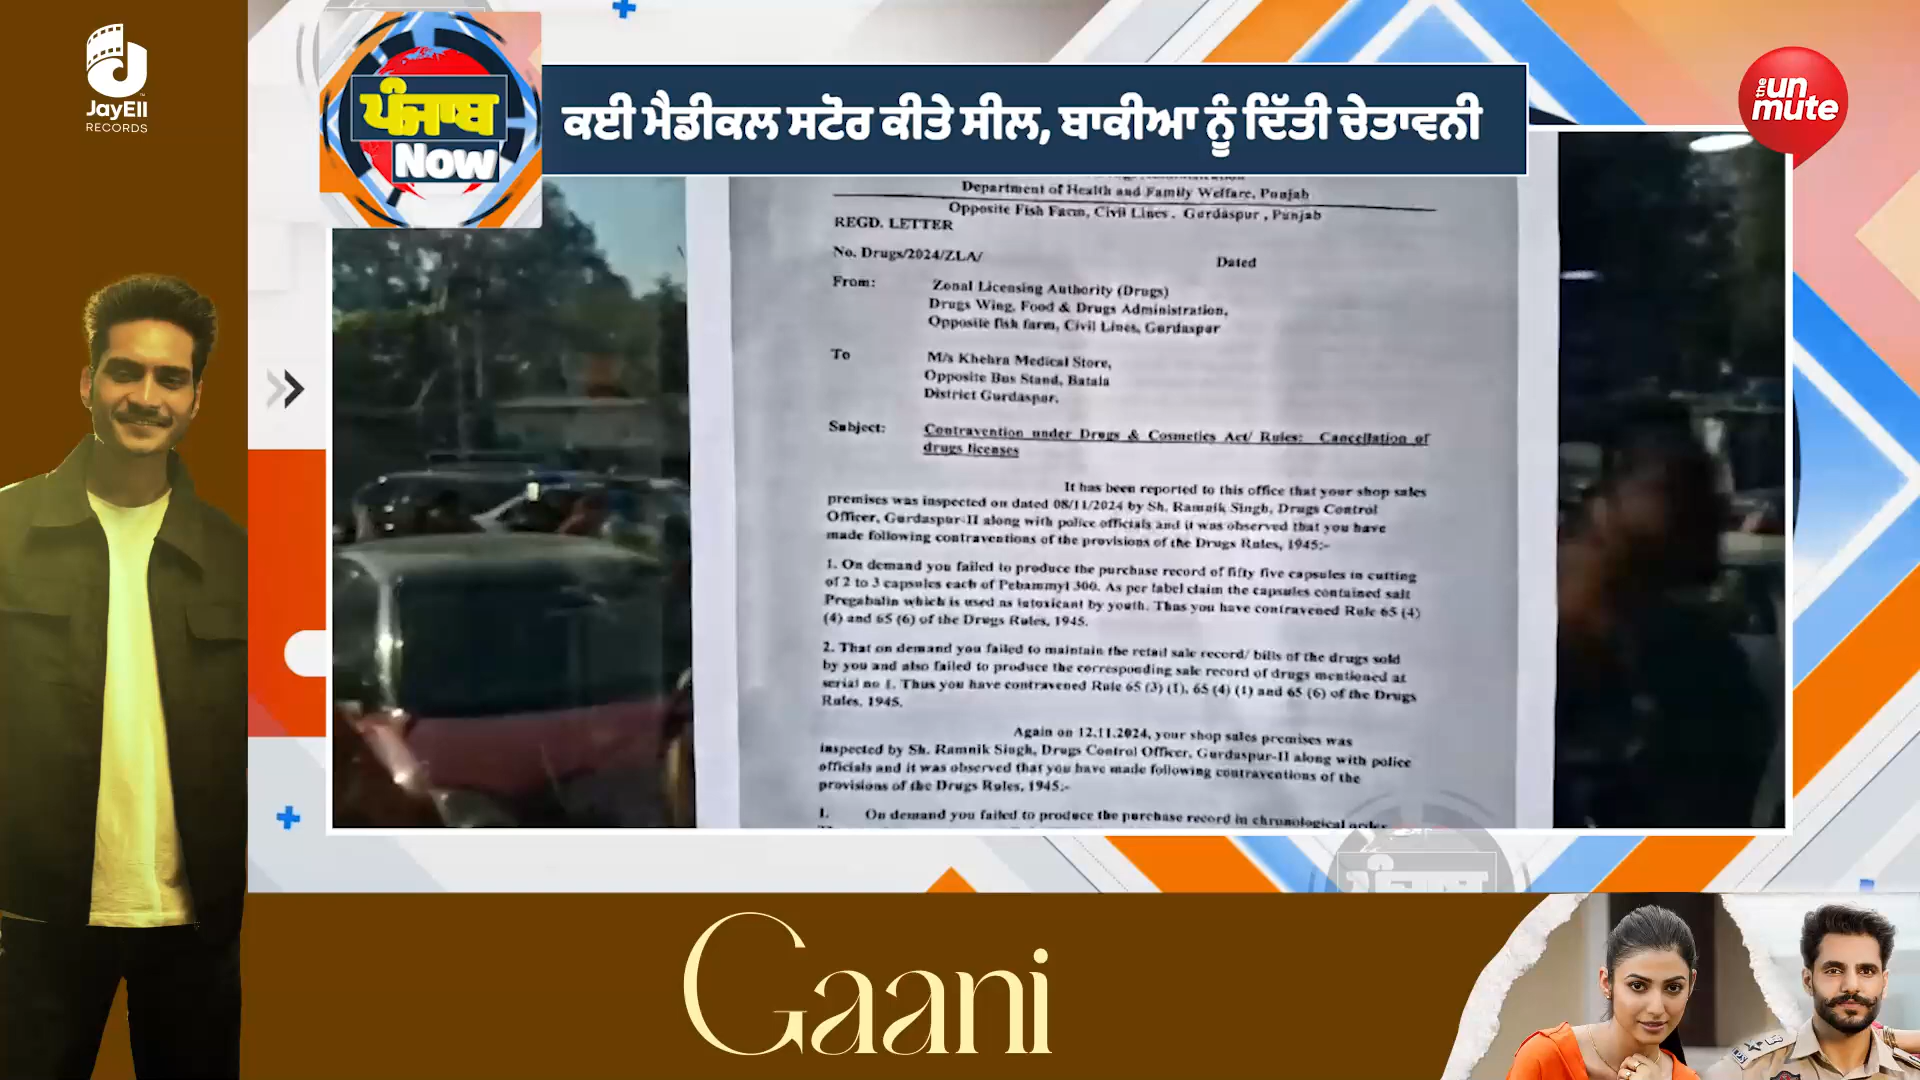 JayEll
RECORDS
ਪੰਜਾਬ
Now
ਕਈ ਮੈਡੀਕਲ ਸਟੋਰ ਕੀਤੇ ਸੀਲ, ਬਾਕੀਆ ਨੂੰ ਦਿੱਤੀ ਚੇਤਾਵਨੀ
the un
mute
Department of Health and Family Welfare, Punjab
Opposite Fish Farm, Civil Lines, Gurdaspur, Punjab
REGD. LETTER
No. Drugs/2024/ZLA/
Dated
From: Zonal Licensing Authority (Drugs)
Drugs Wing, Food & Drugs Administration,
Opposite fish farm, Civil Lines, Gurdaspur
To M/s Khehra Medical Store,
Opposite Bus Stand, Batala
District Gurdaspur.
Subject: Contravention under Drugs & Cosmetics Act/ Rules: Cancellation of
drugs licenses
It has been reported to this office that your shop sales
premises was inspected on dated 08/11/2024 by Sh. Ramnik Singh, Drugs Control
Officer, Gurdaspur-II along with police officials and it was observed that you have
made following contraventions of the provisions of the Drugs Rules, 1945:-
1. On demand you failed to produce the purchase record of fifty five capsules in cutting
of 2 to 3 capsules each of Pebammyl 300. As per label claim the capsules contained salt
Pregabalin which is used as intoxicant by youth. Thus you have contravened Rule 65 (4)
(4) and 65 (6) of the Drugs Rules, 1945.
2. That on demand you failed to maintain the retail sale record/ bills of the drugs sold
by you and also failed to produce the corresponding sale record of drugs mentioned at
serial no 1. Thus you have contravened Rule 65 (3) (1), 65 (4) (1) and 65 (6) of the Drugs
Rules, 1945.
Again on 12.11.2024, your shop sales premises was
inspected by Sh. Ramnik Singh, Drugs Control Officer, Gurdaspur-II along with police
officials and it was observed that you have made following contraventions of the
provisions of the Drugs Rules, 1945:-
1. On demand you failed to produce the purchase record in chronological order
Gaani